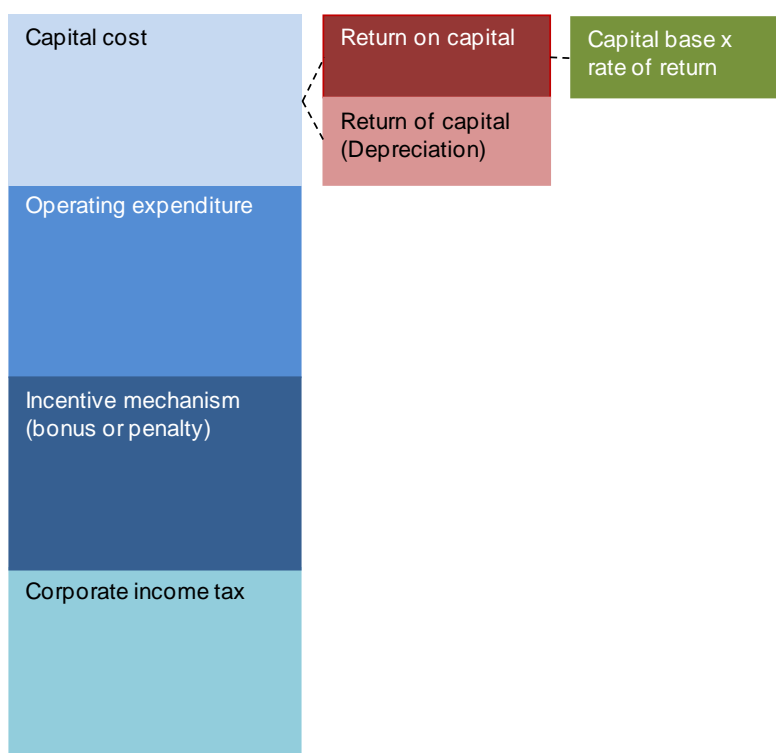 Capital cost
Return on capital
Capital base x
rate of return
Return of capital
(Depreciation)
Operating expenditure
Incentive mechanism
(bonus or penalty)
Corporate income tax